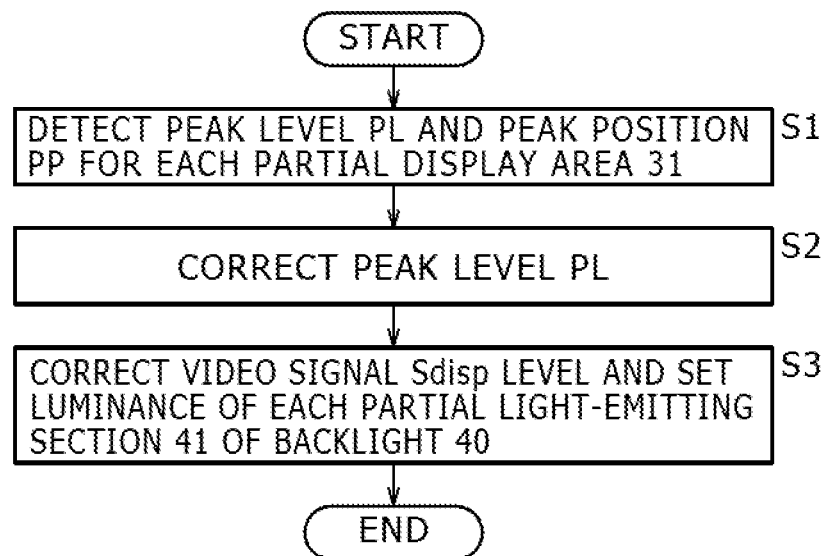 START
DETECT PEAK LEVEL PL AND PEAK POSITION
PP FOR EACH PARTIAL DISPLAY AREA 31
S1
CORRECT PEAK LEVEL PL
S2
CORRECT VIDEO SIGNAL Sdisp LEVEL AND SET
LUMINANCE OF EACH PARTIAL LIGHT-EMITTING
SECTION 41 OF BACKLIGHT 40
S3
END